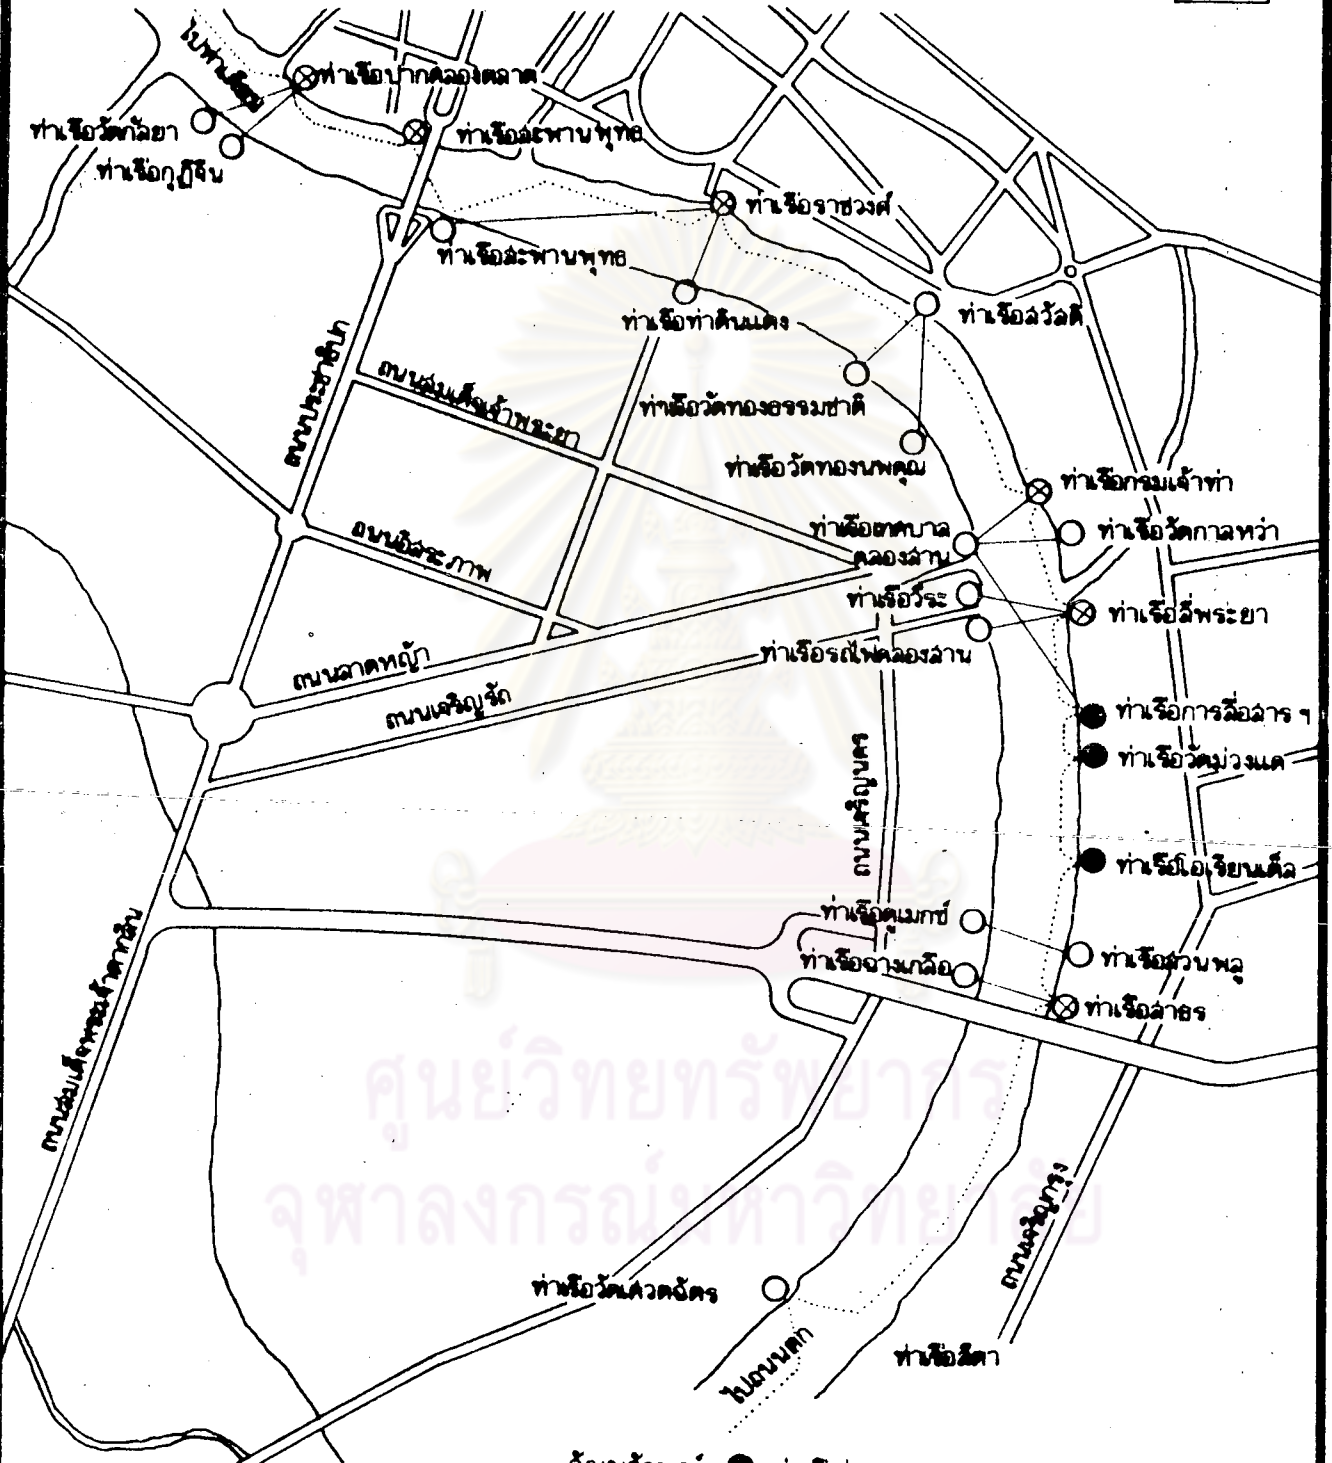 ไปท่าเตียน
ท่าเรือปากคลองตลาด
ท่าเรือวัดกัลยา
ท่าเรือสะพานพุทธ
ท่าเรือกุฎีจีน
ท่าเรือราชวงศ์
ท่าเรือสะพานพุทธ
ท่าเรือท่าดินแดง
ท่าเรือสวัสดี
ถนนประชาธิปก
ถนนสมเด็จเจ้าพระยา
ท่าเรือวัดทองธรรมชาติ
ท่าเรือวัดทองนพคุณ
ท่าเรือกรมเจ้าท่า
ท่าเรือเทศบาล
คลองสาน
ท่าเรือวัดกาลหว่า
ถนนอิสระภาพ
ท่าเรือวีระ
ท่าเรือสี่พระยา
ท่าเรือรถไฟคลองสาน
ถนนลาดหญ้า
ถนนเจริญรัถ
ท่าเรือการสื่อสาร ฯ
ท่าเรือวัดม่วงแค
ถนนเจริญนคร
ท่าเรือโอเรียนเต็ล
ท่าเรือดูเมกซ์
ท่าเรือสวนพลู
ท่าเรือฉางเกลือ
ท่าเรือสาธร
ถนนสมเด็จพระเจ้าตากสิน
ศูนย์วิทยทรัพยากร
จุฬาลงกรณ์มหาวิทยาลัย
ถนนเจริญกรุง
ท่าเรือวัดเศวตฉัตร
ท่าเรือสีดา
ไปถนนตก